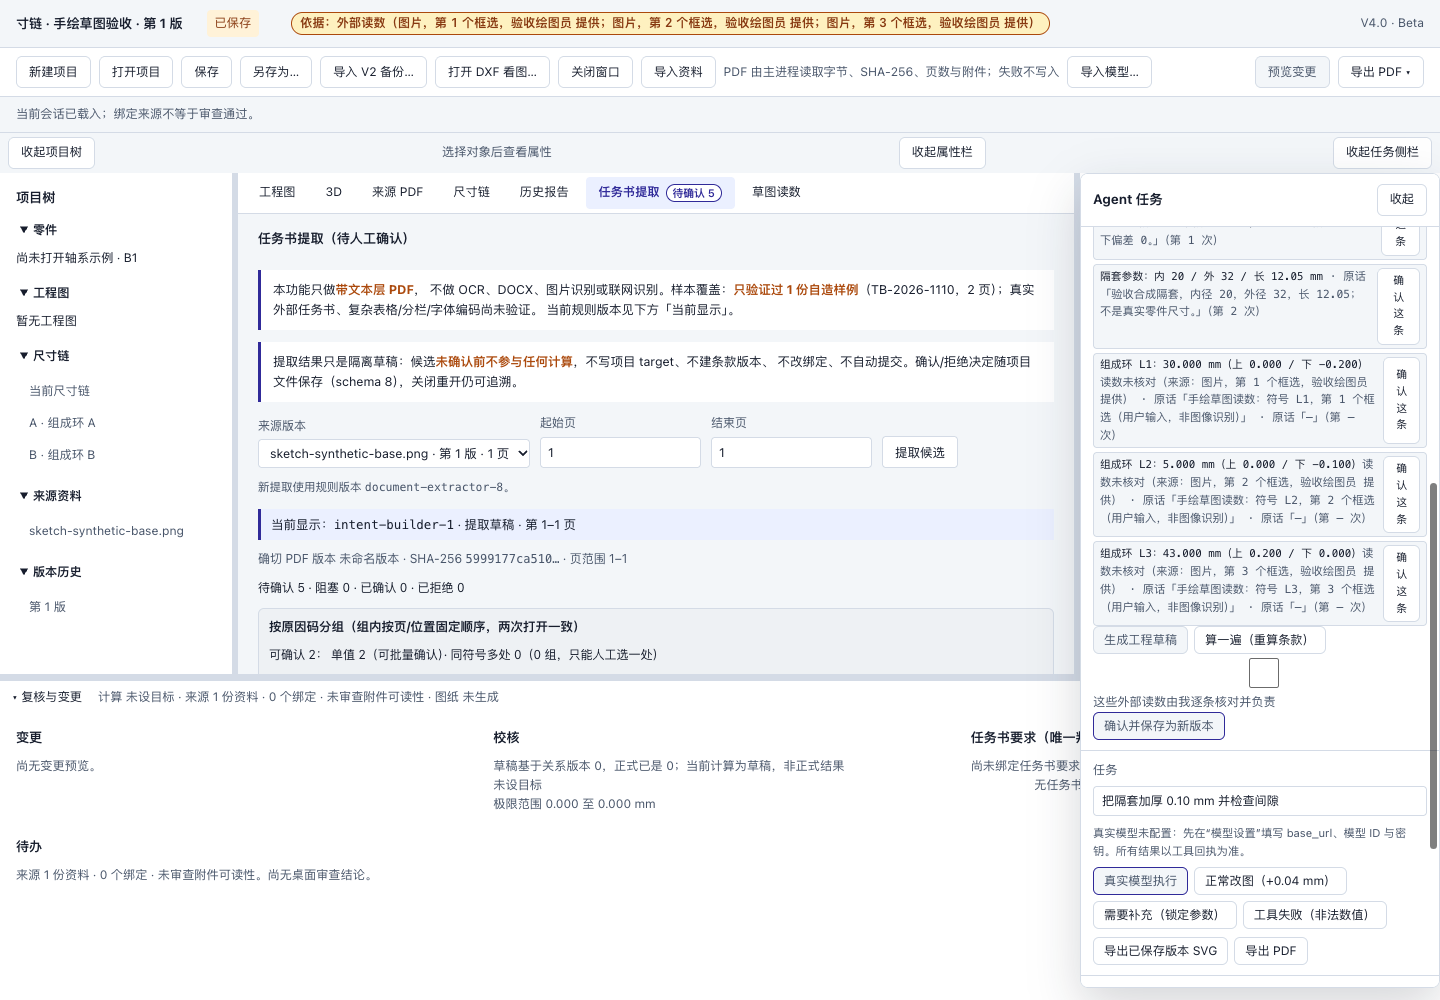 寸链 · 手绘草图验收 · 第 1 版
已保存
依据：外部读数（图片，第 1 个框选，验收绘图员 提供；图片，第 2 个框选，验收绘图员 提供；图片，第 3 个框选，验收绘图员 提供）
V4.0 · Beta
新建项目
打开项目
保存
另存为...
导入 V2 备份...
打开 DXF 看图...
关闭窗口
导入资料
PDF 由主进程读取字节、SHA-256、页数与附件；失败不写入
导入模型...
预览变更
导出 PDF ▾
当前会话已载入；绑定来源不等于审查通过。
收起项目树
选择对象后查看属性
收起属性栏
收起任务侧栏
项目树
▼ 零件
尚未打开轴系示例 · B1
▼ 工程图
暂无工程图
▼ 尺寸链
当前尺寸链
A · 组成环 A
B · 组成环 B
▼ 来源资料
sketch-synthetic-base.png
▼ 版本历史
第 1 版
工程图
3D
来源 PDF
尺寸链
历史报告
任务书提取 待确认 5
草图读数
任务书提取（待人工确认）
本功能只做带文本层 PDF， 不做 OCR、DOCX、图片识别或联网识别。样本覆盖：只验证过 1 份自造样例（TB-2026-1110，2 页）；真实
外部任务书、复杂表格/分栏/字体编码尚未验证。 当前规则版本见下方「当前显示」。
提取结果只是隔离草稿：候选未确认前不参与任何计算，不写项目 target、不建条款版本、 不改绑定、不自动提交。确认/拒绝决定随项目
文件保存（schema 8），关闭重开仍可追溯。
来源版本
起始页
结束页
sketch-synthetic-base.png · 第 1 版 · 1 页
1
1
提取候选
新提取使用规则版本 document-extractor-8。
当前显示：intent-builder-1 · 提取草稿 · 第 1–1 页
确切 PDF 版本 未命名版本 · SHA-256 5999177ca510… · 页范围 1–1
待确认 5 · 阻塞 0 · 已确认 0 · 已拒绝 0
按原因码分组（组内按页/位置固定顺序，两次打开一致）
可确认 2： 单值 2（可批量确认）· 同符号多处 0（0 组，只能人工选一处）
▾ 复核与变更
计算 未设目标 · 来源 1 份资料 · 0 个绑定 · 未审查附件可读性 · 图纸 未生成
变更
尚无变更预览。
校核
草稿基于关系版本 0，正式已是 0；当前计算为草稿，非正式结果
未设目标
极限范围 0.000 至 0.000 mm
任务书要求（唯一
尚未绑定任务书要求
无任务书
待办
来源 1 份资料 · 0 个绑定 · 未审查附件可读性。尚无桌面审查结论。
Agent 任务
收起
下偏差 0。」（第 1 次）
条
隔套参数：内 20 / 外 32 / 长 12.05 mm · 原话
「验收合成隔套，内径 20，外径 32，长 12.05；
不是真实零件尺寸。」（第 2 次）
确
认
这
条
组成环 L1：30.000 mm（上 0.000 / 下 −0.200）
读数未核对（来源：图片，第 1 个框选，验收绘图员
提供） · 原话「手绘草图读数：符号 L1，第 1 个框
选（用户输入，非图像识别）」 · 原话「—」（第 —
次）
确
认
这
条
组成环 L2：5.000 mm（上 0.000 / 下 −0.100）读
数未核对（来源：图片，第 2 个框选，验收绘图员 提
供） · 原话「手绘草图读数：符号 L2，第 2 个框选
（用户输入，非图像识别）」 · 原话「—」（第 — 次）
确
认
这
条
组成环 L3：43.000 mm（上 0.200 / 下 0.000）读
数未核对（来源：图片，第 3 个框选，验收绘图员 提
供） · 原话「手绘草图读数：符号 L3，第 3 个框选
（用户输入，非图像识别）」 · 原话「—」（第 — 次）
确
认
这
条
生成工程草稿
算一遍（重算条款）
这些外部读数由我逐条核对并负责
确认并保存为新版本
任务
把隔套加厚 0.10 mm 并检查间隙
真实模型未配置：先在“模型设置”填写 base_url、模型 ID 与密
钥。所有结果以工具回执为准。
真实模型执行
正常改图（+0.04 mm）
需要补充（锁定参数）
工具失败（非法数值）
导出已保存版本 SVG
导出 PDF